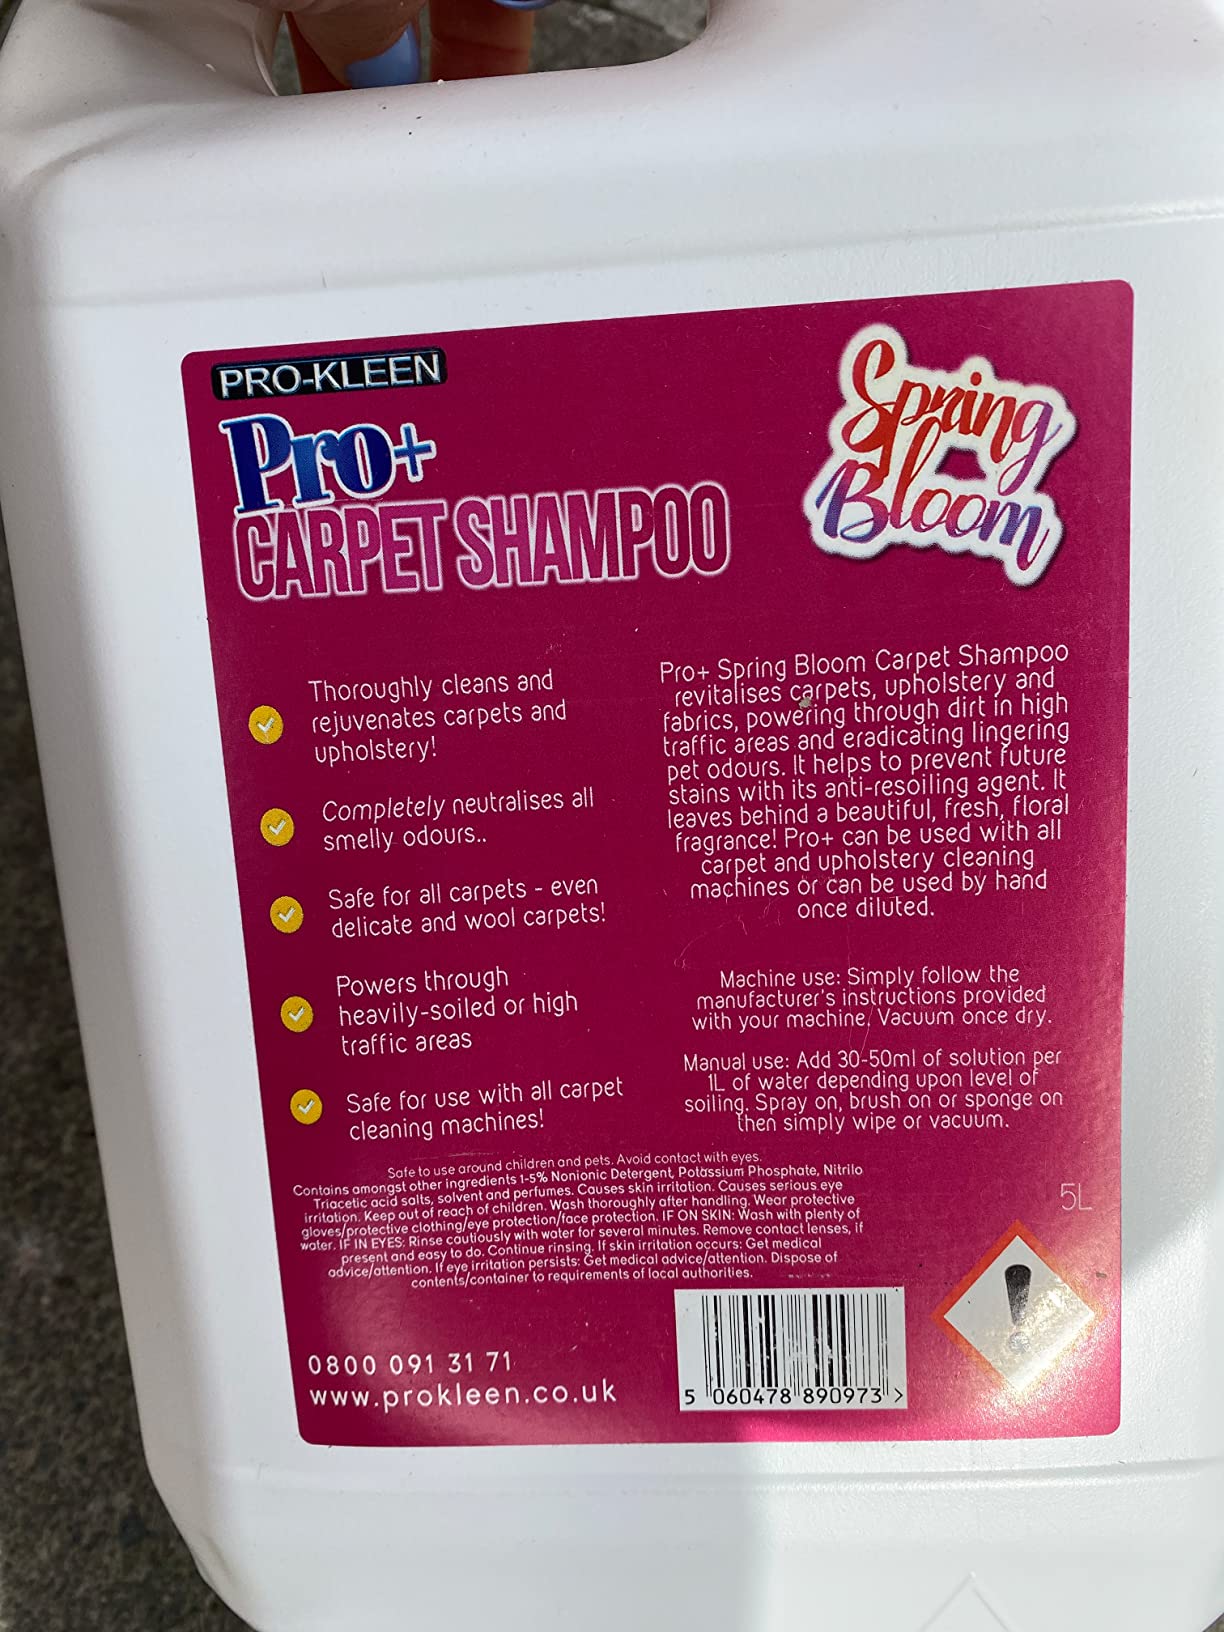 PRO-KLEEN
Pro+
CARPET SHAMPOO
Spring
Bloom
Thoroughly cleans and
rejuvenates carpets and
upholstery!
Completely neutralises all
smelly odours..
Safe for all carpets - even
delicate and wool carpets!
Powers through
heavily-soiled or high
traffic areas
Safe for use with all carpet
cleaning machines!
Pro+ Spring Bloom Carpet Shampoo
revitalises carpets, upholstery and
fabrics, powering through dirt in high
traffic areas and eradicating lingering
pet odours. It helps to prevent future
stains with its anti-resoiling agent. It
leaves behind a beautiful, fresh, floral
fragrance! Pro+ can be used with all
carpet and upholstery cleaning
machines or can be used by hand
once diluted.
Machine use: Simply follow the
manufacturer's instructions provided
with your machine. Vacuum once dry.
Manual use: Add 30-50ml of solution per
1L of water depending upon level of
soiling. Spray on, brush on or sponge on
then simply wipe or vacuum.
Safe to use around children and pets. Avoid contact with eyes.
Contains amongst other ingredients 1-5% Nonionic Detergent, Potassium Phosphate, Nitrilo
Triacetic acid salts, solvent and perfumes. Causes skin irritation. Causes serious eye
irritation. Keep out of reach of children. Wash thoroughly after handling. Wear protective
gloves/protective clothing/eye protection/face protection. IF ON SKIN: Wash with plenty of
water. IF IN EYES: Rinse cautiously with water for several minutes. Remove contact lenses, if
present and easy to do. Continue rinsing. If skin irritation occurs: Get medical
advice/attention. If eye irritation persists: Get medical advice/attention. Dispose of
contents/container to requirements of local authorities.
5L
0800 091 31 71
www.prokleen.co.uk
5 060478 890973 >